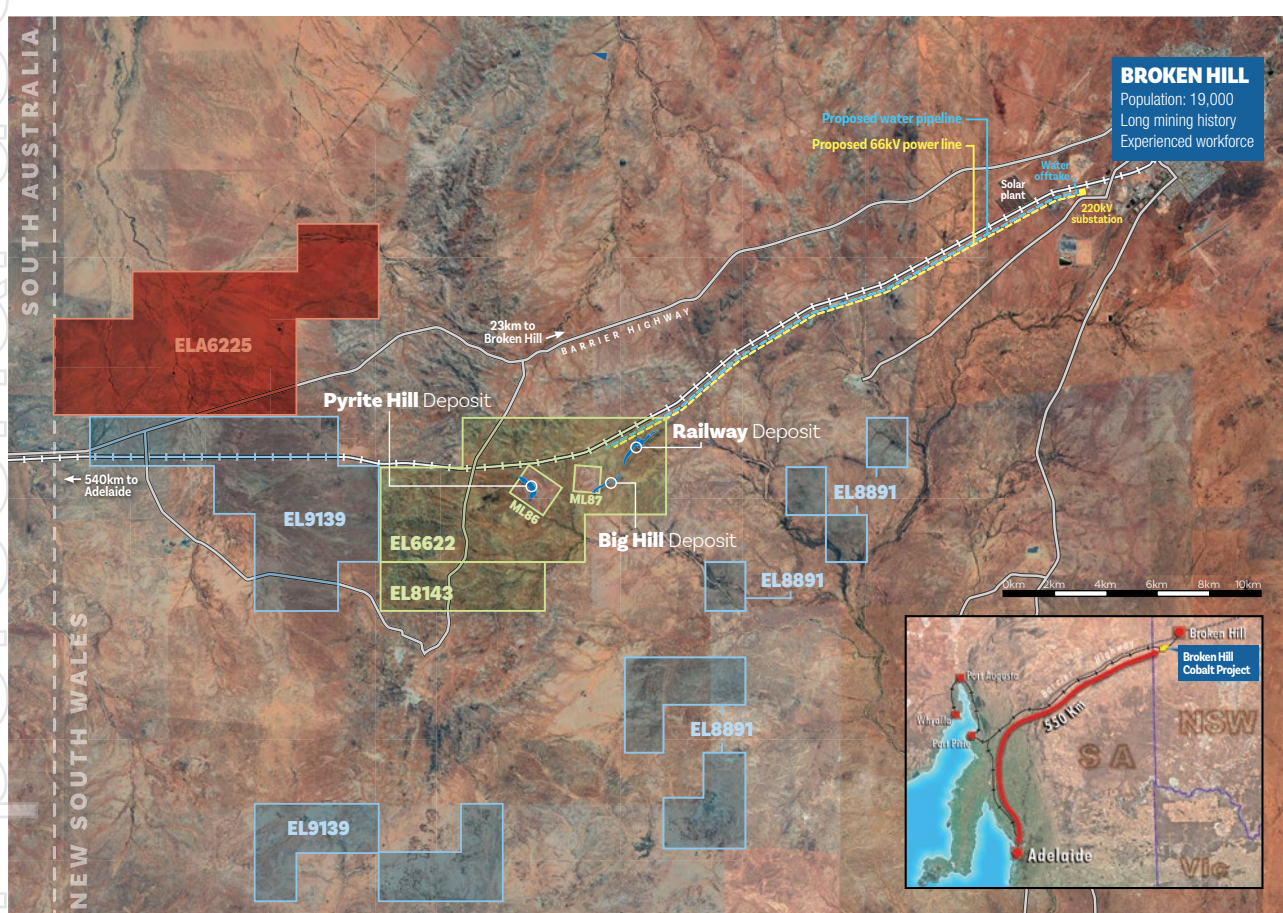 SOUTH AUSTRALIA
NEW SOUTH WALES
BROKEN HILL
Population: 19,000
Long mining history
Experienced workforce
Proposed water pipeline
Proposed 66kV power line
Water
offtake
Solar
plant
220kV
substation
ELA6225
23km to
Broken Hill
BARRIER HIGHWAY
Pyrite Hill Deposit
Railway Deposit
540km to
Adelaide
EL9139
ML86
ML87
EL8891
EL6622
Big Hill Deposit
EL8143
EL8891
0km 2km 4km 6km 8km 10km
EL8891
EL9139
Broken Hill
Broken Hill
Cobalt Project
Port Augusta
Whyalla
Port Pirie
550 Km
NSW
SA
Adelaide
Vic